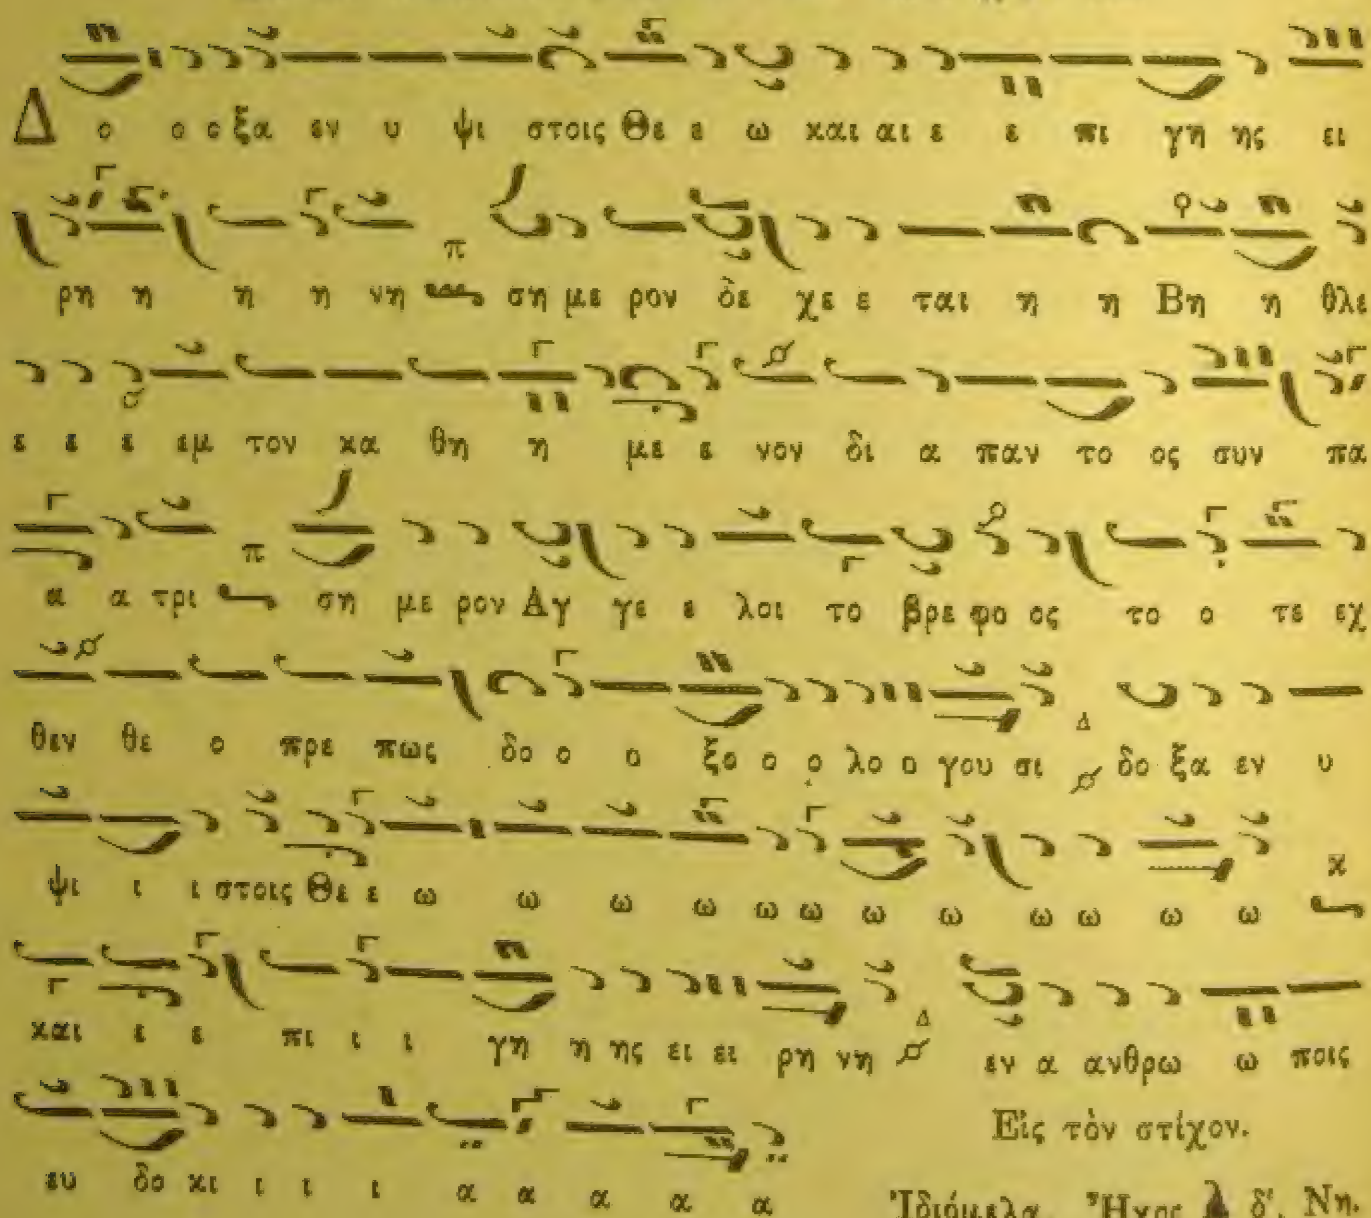 Δ ο ο ο ξα εν υ ψι στοις Θε ε ω και αι ε ε πι γη ης ει
ρη η η η νη ση με ρον δε χε ε ται η η Βη η θλε
ε ε ε εμ τον κα θη η με ε νον δι α παν το ος συν πα
α α τρι ση με ρον Αγ γε ε λοι το βρε φο ος το ο τε εχ
θεν θε ο πρε πως δο ο ο ξο ο ο λο ο γου σι δο ξα εν υ
ψι ι ι στοις Θε ε ω ω ω ω ω ω ω ω ω ω ω ω
και ε ε πι ι ι γη η ης ει ει ρη νη εν α ανθρω ω ποις
ευ δο κι ι ι ι α α α α α
Εἰς τὸν στίχον.
Ἰδιόμελα. Ἦχος δ'. Νη.